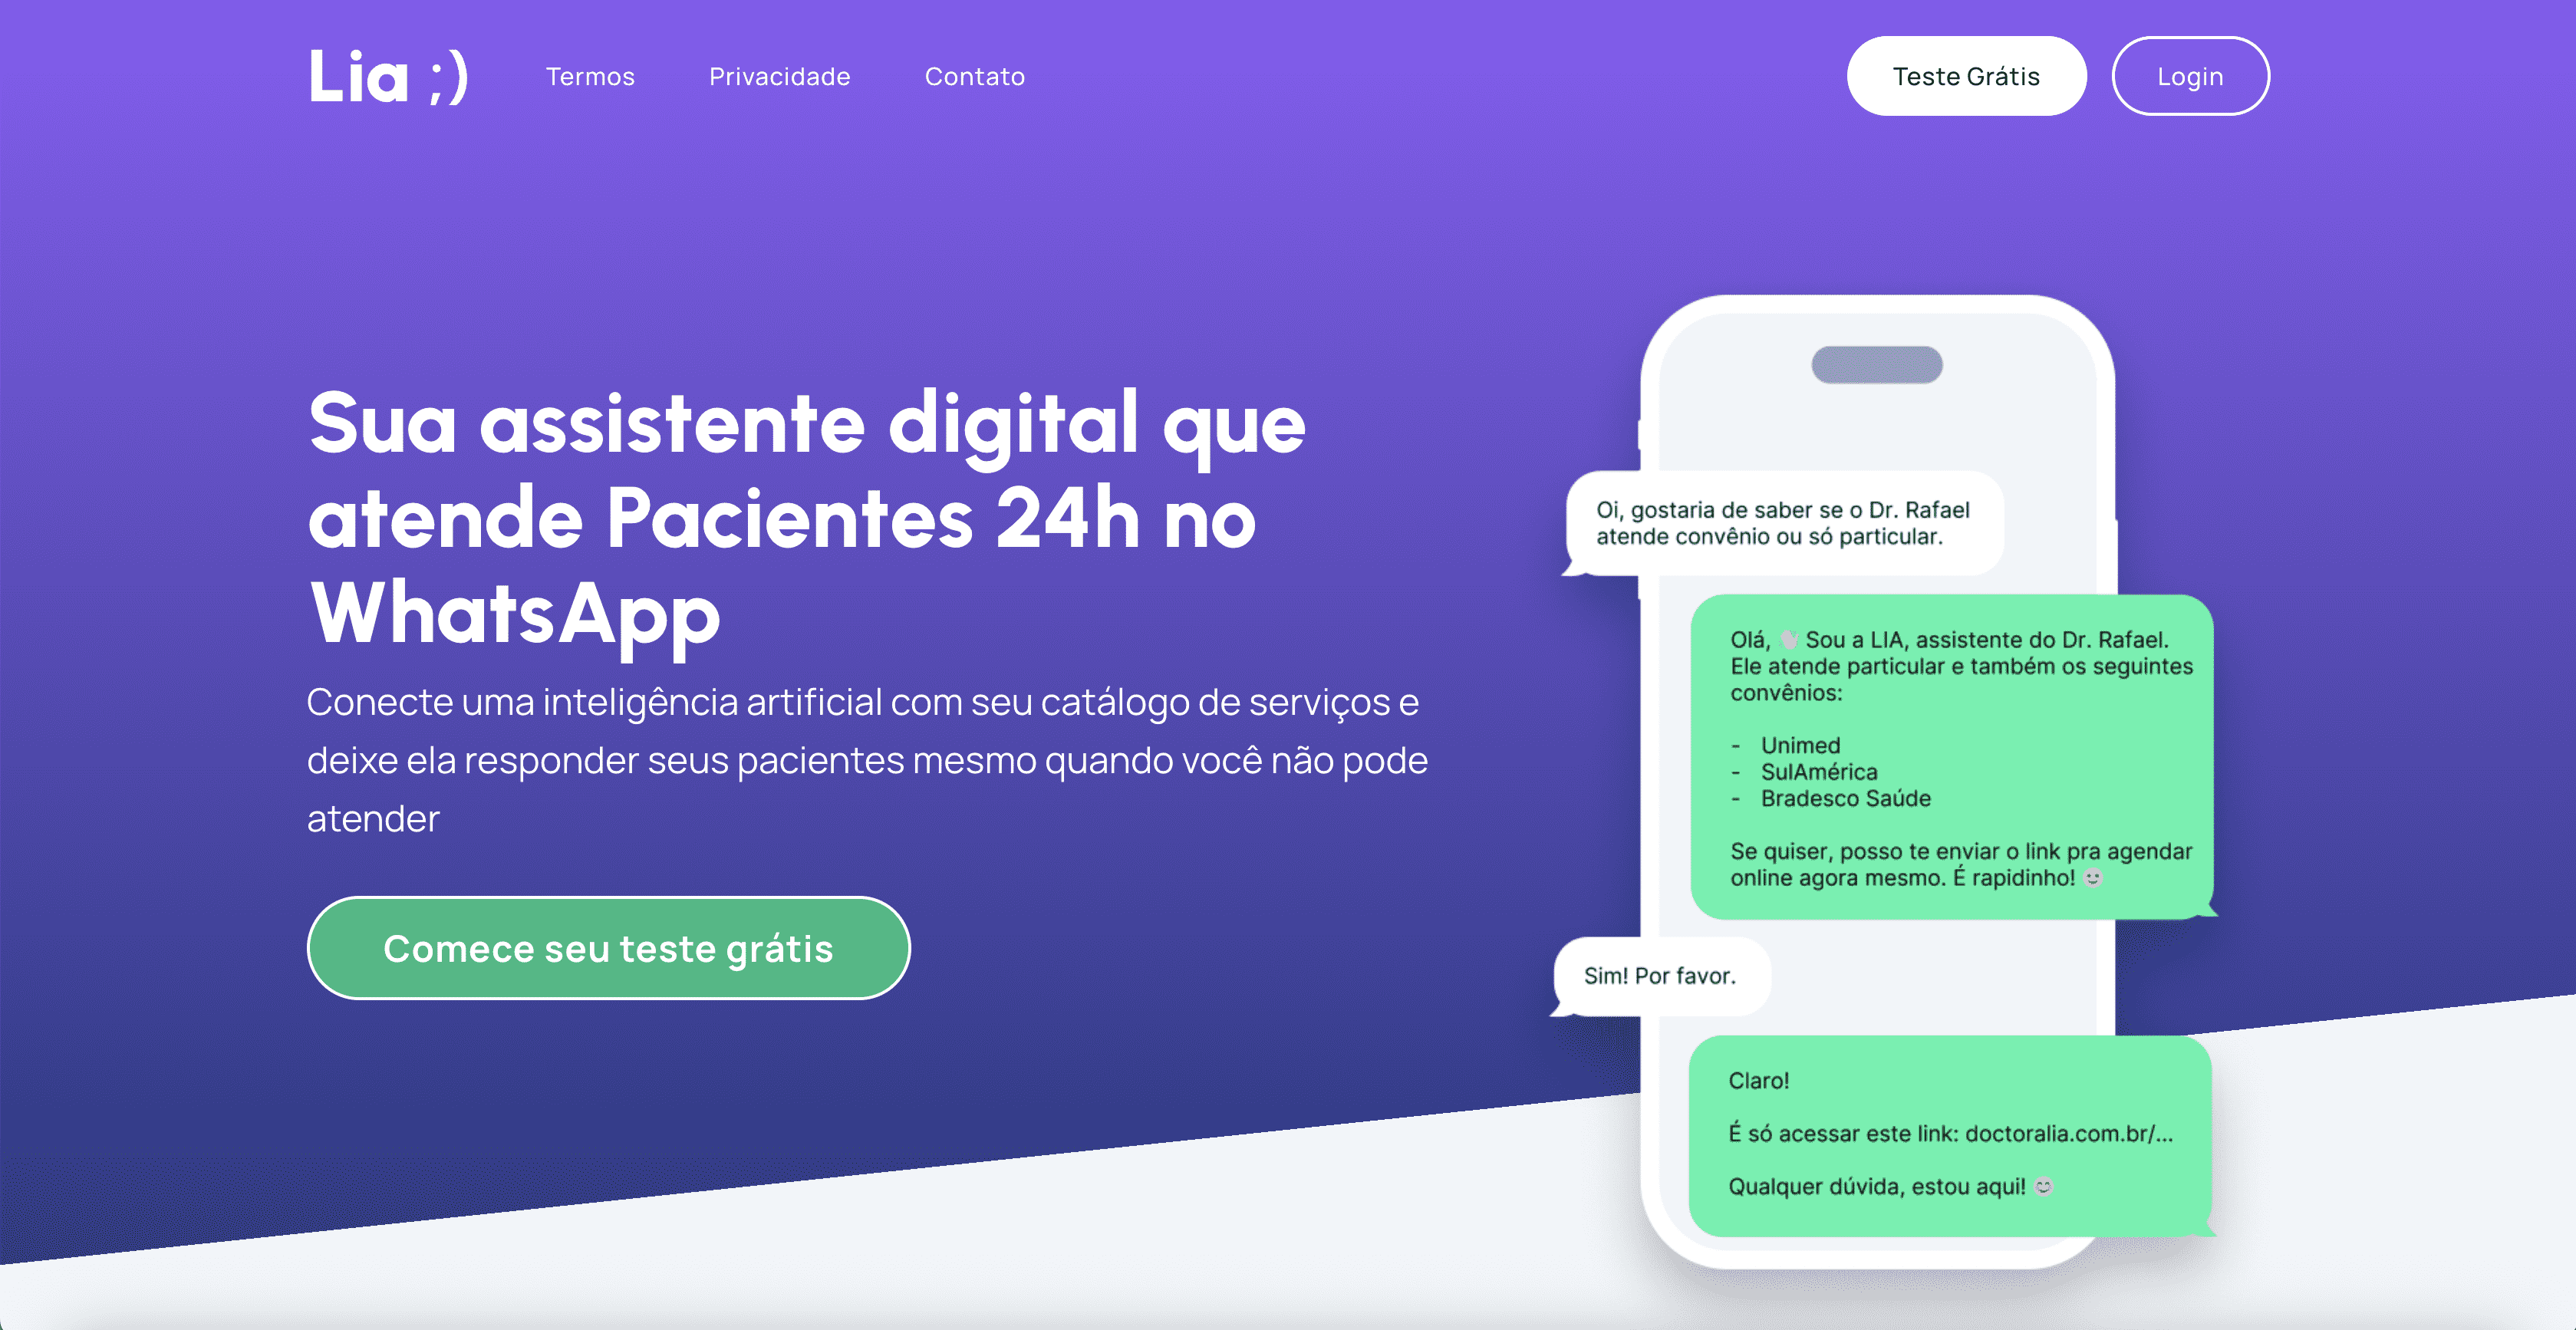 Lia ;)
Termos
Privacidade
Contato
Teste Grátis
Login
Sua assistente digital que
atende Pacientes 24h no
WhatsApp
Conecte uma inteligência artificial com seu catálogo de serviços e
deixe ela responder seus pacientes mesmo quando você não pode
atender
Comece seu teste grátis
Oi, gostaria de saber se o Dr. Rafael
atende convênio ou só particular.
Olá, 👋 Sou a LIA, assistente do Dr. Rafael.
Ele atende particular e também os seguintes
convênios:
- Unimed
- SulAmérica
- Bradesco Saúde
Se quiser, posso te enviar o link pra agendar
online agora mesmo. É rapidinho! 🙂
Sim! Por favor.
Claro!
É só acessar este link: doctoralia.com.br/...
Qualquer dúvida, estou aqui! 😊